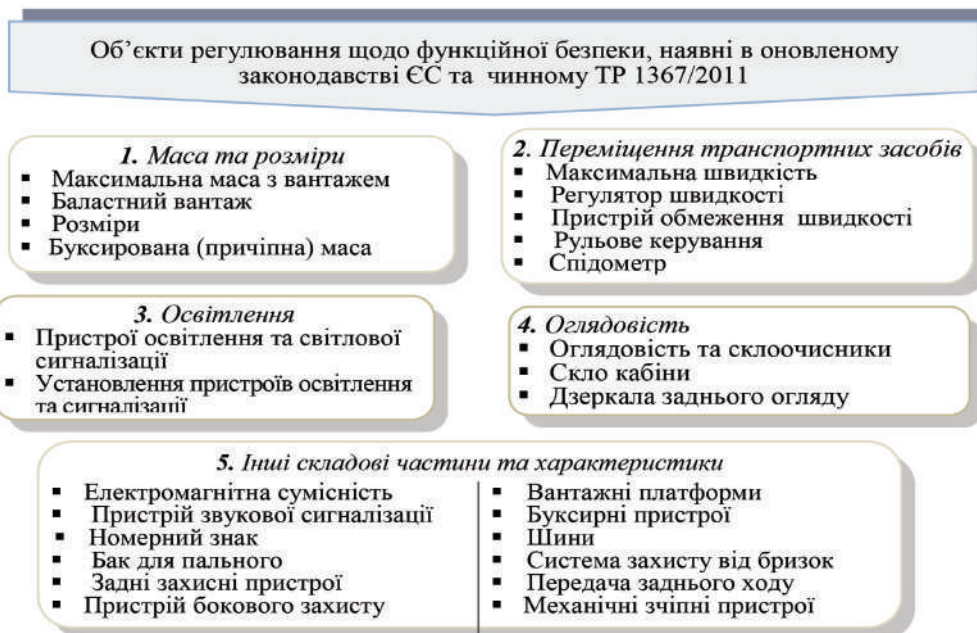 Об’єкти регулювання щодо функційної безпеки, наявні в оновленому
законодавстві ЄС та чинному ТР 1367/2011
1. Маса та розміри
▪ Максимальна маса з вантажем
▪ Баластний вантаж
▪ Розміри
▪ Буксирована (причіпна) маса
2. Переміщення транспортних засобів
▪ Максимальна швидкість
▪ Регулятор швидкості
▪ Пристрій обмеження швидкості
▪ Рульове керування
▪ Спідометр
3. Освітлення
▪ Пристрої освітлення та світлової
сигналізації
▪ Установлення пристроїв освітлення
та сигналізації
4. Оглядовість
▪ Оглядовість та склоочисники
▪ Скло кабіни
▪ Дзеркала заднього огляду
5. Інші складові частини та характеристики
▪ Електромагнітна сумісність
▪ Пристрій звукової сигналізації
▪ Номерний знак
▪ Бак для пального
▪ Задні захисні пристрої
▪ Пристрій бокового захисту
▪ Вантажні платформи
▪ Буксирні пристрої
▪ Шини
▪ Система захисту від бризок
▪ Передача заднього ходу
▪ Механічні зчіпні пристрої